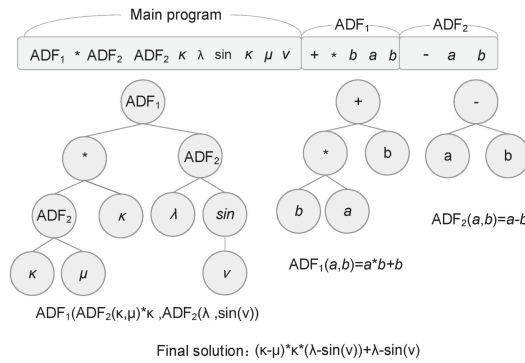 Main program
ADF₁
ADF₂
ADF₁ * ADF₂ ADF₂ κ λ sin κ μ ν + * b a b - a b
ADF₁ + -
* ADF₂ * b a b
ADF₂ κ λ sin b a
κ μ ν
ADF₂(a,b)=a-b
ADF₁(a,b)=a*b+b
ADF₁(ADF₂(κ,μ)*κ ,ADF₂(λ ,sin(ν))
Final solution: (κ-μ)*κ*(λ-sin(ν))+λ-sin(ν)